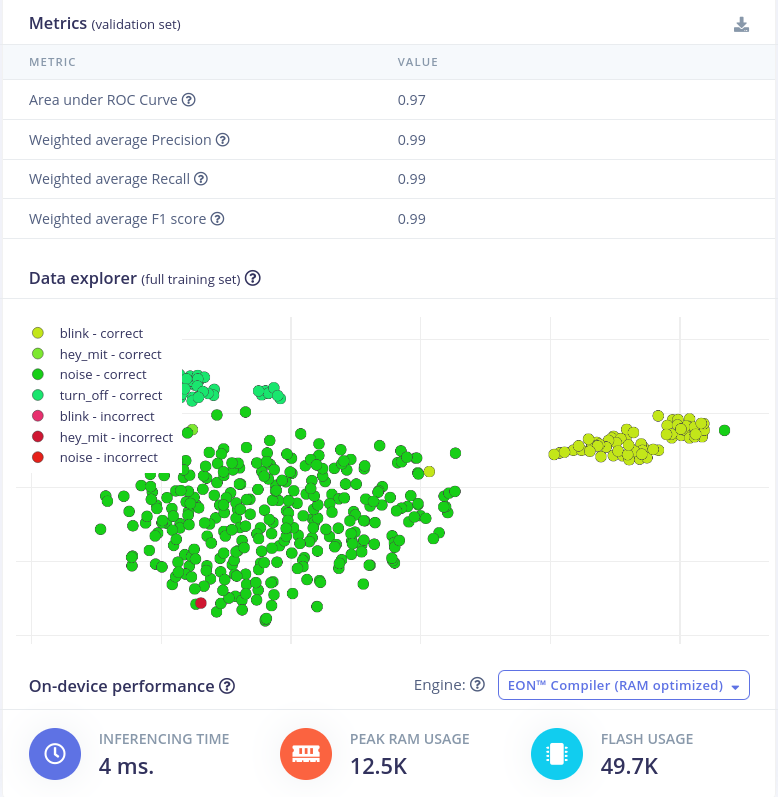 Metrics (validation set)
METRIC VALUE
Area under ROC Curve ? 0.97
Weighted average Precision ? 0.99
Weighted average Recall ? 0.99
Weighted average F1 score ? 0.99
Data explorer (full training set) ?
blink - correct
hey_mit - correct
noise - correct
turn_off - correct
blink - incorrect
hey_mit - incorrect
noise - incorrect
On-device performance ? Engine: ? EON™ Compiler (RAM optimized)
INFERENCING TIME PEAK RAM USAGE FLASH USAGE
4 ms. 12.5K 49.7K